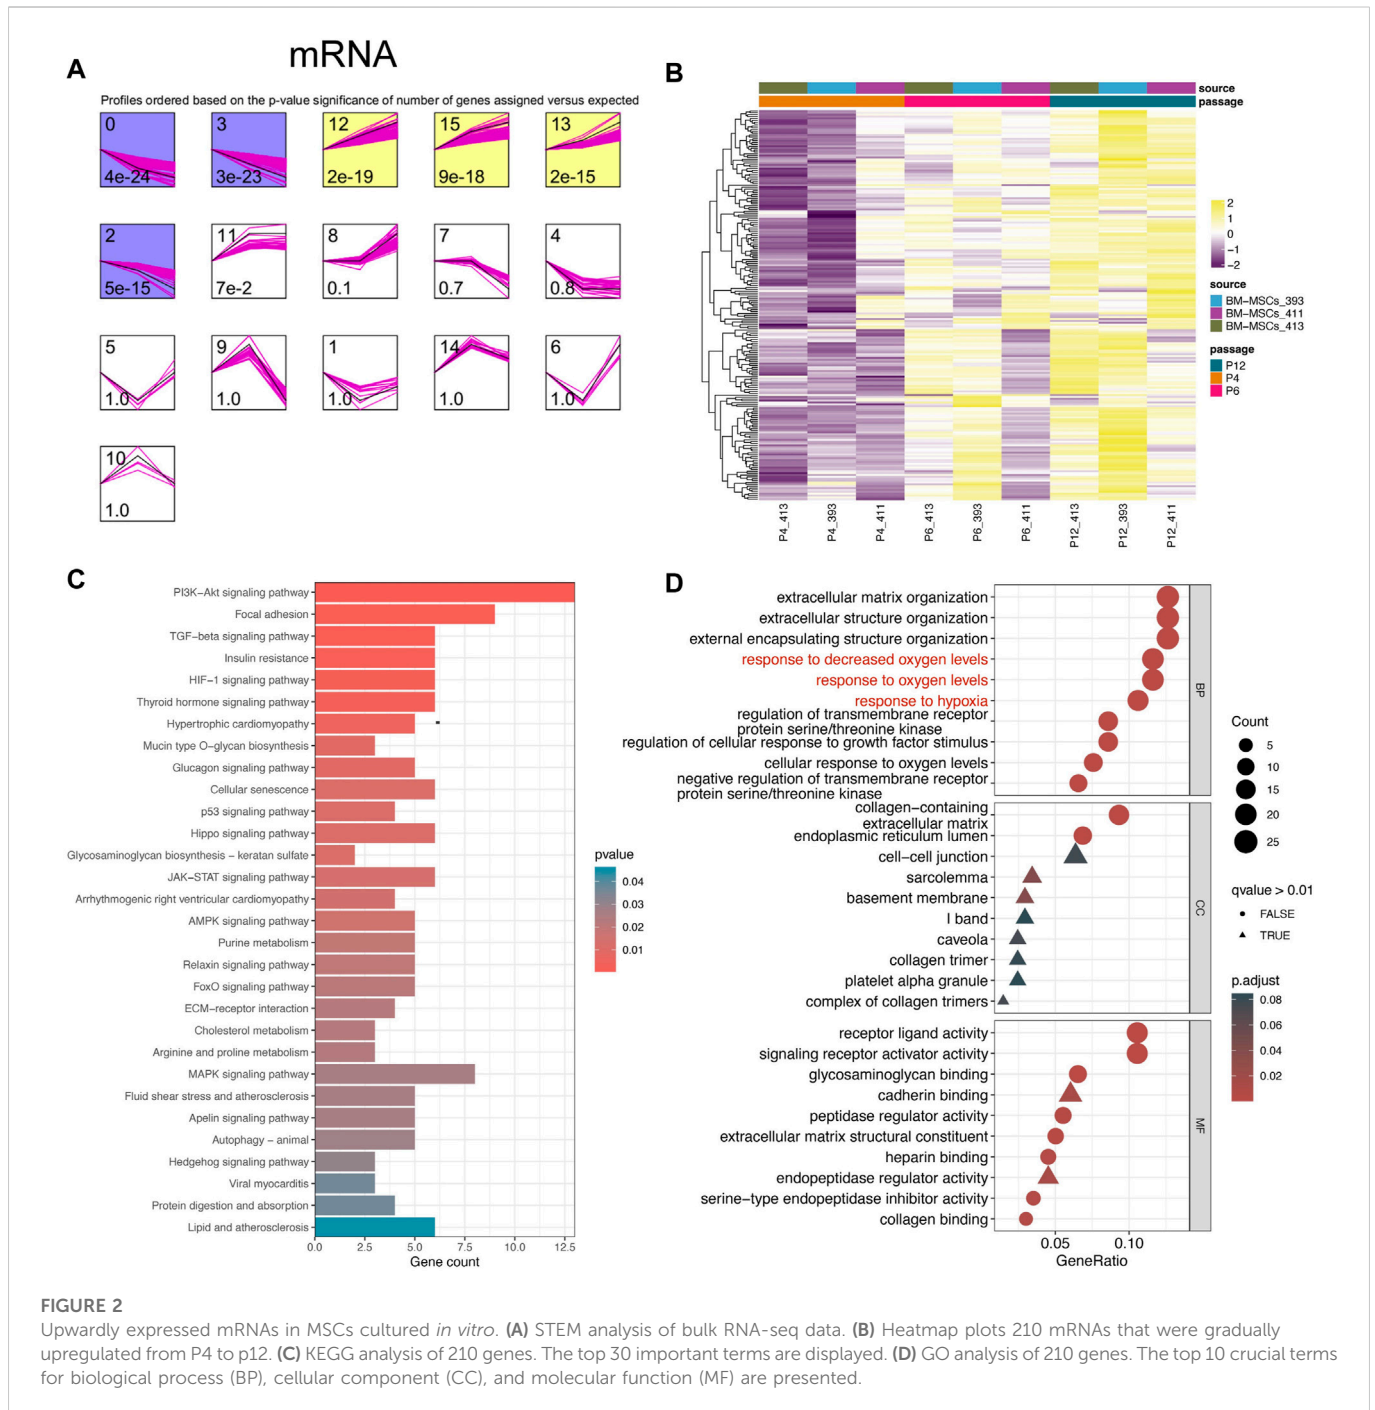 mRNA
A
Profiles ordered based on the p-value significance of number of genes assigned versus expected
0
4e-24
3
3e-23
12
2e-19
15
9e-18
13
2e-15
2
5e-15
11
7e-2
8
0.1
7
0.7
4
0.8
5
1.0
9
1.0
1
1.0
14
1.0
6
1.0
10
1.0
B
source
passage
2
1
0
−1
−2
source
BM−MSCs_393
BM−MSCs_411
BM−MSCs_413
passage
P12
P4
P6
P4_413
P4_393
P4_411
P6_413
P6_393
P6_411
P12_413
P12_393
P12_411
C
PI3K−Akt signaling pathway
Focal adhesion
TGF−beta signaling pathway
Insulin resistance
HIF−1 signaling pathway
Thyroid hormone signaling pathway
Hypertrophic cardiomyopathy
Mucin type O−glycan biosynthesis
Glucagon signaling pathway
Cellular senescence
p53 signaling pathway
Hippo signaling pathway
Glycosaminoglycan biosynthesis − keratan sulfate
JAK−STAT signaling pathway
Arrhythmogenic right ventricular cardiomyopathy
AMPK signaling pathway
Purine metabolism
Relaxin signaling pathway
FoxO signaling pathway
ECM−receptor interaction
Cholesterol metabolism
Arginine and proline metabolism
MAPK signaling pathway
Fluid shear stress and atherosclerosis
Apelin signaling pathway
Autophagy − animal
Hedgehog signaling pathway
Viral myocarditis
Protein digestion and absorption
Lipid and atherosclerosis
0.0 2.5 5.0 7.5 10.0 12.5
Gene count
pvalue
0.04
0.03
0.02
0.01
D
extracellular matrix organization
extracellular structure organization
external encapsulating structure organization
response to decreased oxygen levels
response to oxygen levels
response to hypoxia
regulation of transmembrane receptor
protein serine/threonine kinase
regulation of cellular response to growth factor stimulus
cellular response to oxygen levels
negative regulation of transmembrane receptor
protein serine/threonine kinase
collagen−containing
extracellular matrix
endoplasmic reticulum lumen
cell−cell junction
sarcolemma
basement membrane
I band
caveola
collagen trimer
platelet alpha granule
complex of collagen trimers
receptor ligand activity
signaling receptor activator activity
glycosaminoglycan binding
cadherin binding
peptidase regulator activity
extracellular matrix structural constituent
heparin binding
endopeptidase regulator activity
serine−type endopeptidase inhibitor activity
collagen binding
BP
CC
MF
0.05 0.10
GeneRatio
Count
5
10
15
20
25
qvalue > 0.01
FALSE
TRUE
p.adjust
0.08
0.06
0.04
0.02
FIGURE 2
Upwardly expressed mRNAs in MSCs cultured in vitro. (A) STEM analysis of bulk RNA-seq data. (B) Heatmap plots 210 mRNAs that were gradually
upregulated from P4 to p12. (C) KEGG analysis of 210 genes. The top 30 important terms are displayed. (D) GO analysis of 210 genes. The top 10 crucial terms
for biological process (BP), cellular component (CC), and molecular function (MF) are presented.